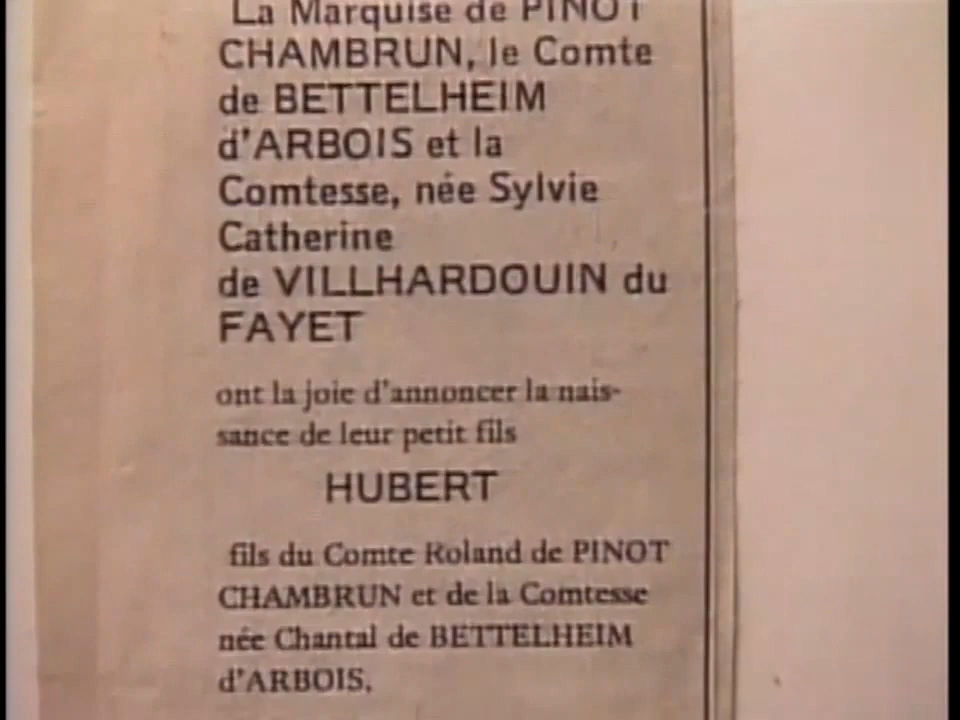 La Marquise de PINOT
CHAMBRUN, le Comte
de BETTELHEIM
d'ARBOIS et la
Comtesse, née Sylvie
Catherine
de VILLHARDOUIN du
FAYET
ont la joie d'annoncer la nais-
sance de leur petit fils
HUBERT
fils du Comte Roland de PINOT
CHAMBRUN et de la Comtesse
née Chantal de BETTELHEIM
d'ARBOIS.